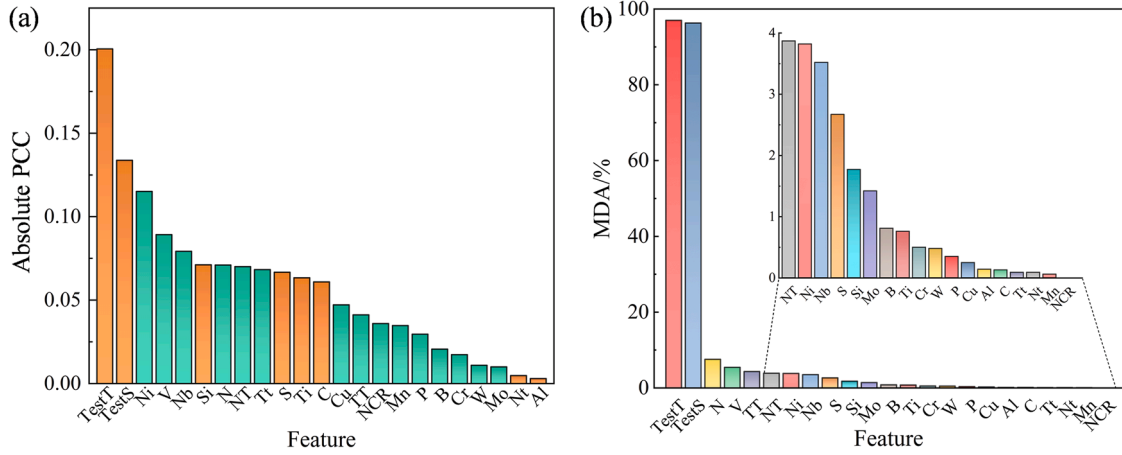 (a)
Absolute PCC
0.20
0.15
0.10
0.05
0.00
TestT TestS Ni V Nb Si N NT Tt S Ti C Cu TT NCR Mn P B Cr W Mo Nt Al
Feature
(b)
MDA/%
100
80
60
40
20
0
4
3
2
1
0
NT Ni Nb S Si Mo B Ti Cr W P Cu Al C Tt Nt Mn NCR
TestT TestS N V TT NT Ni Nb S Si Mo B Ti Cr W P Cu Al C Tt Nt Mn NCR
Feature